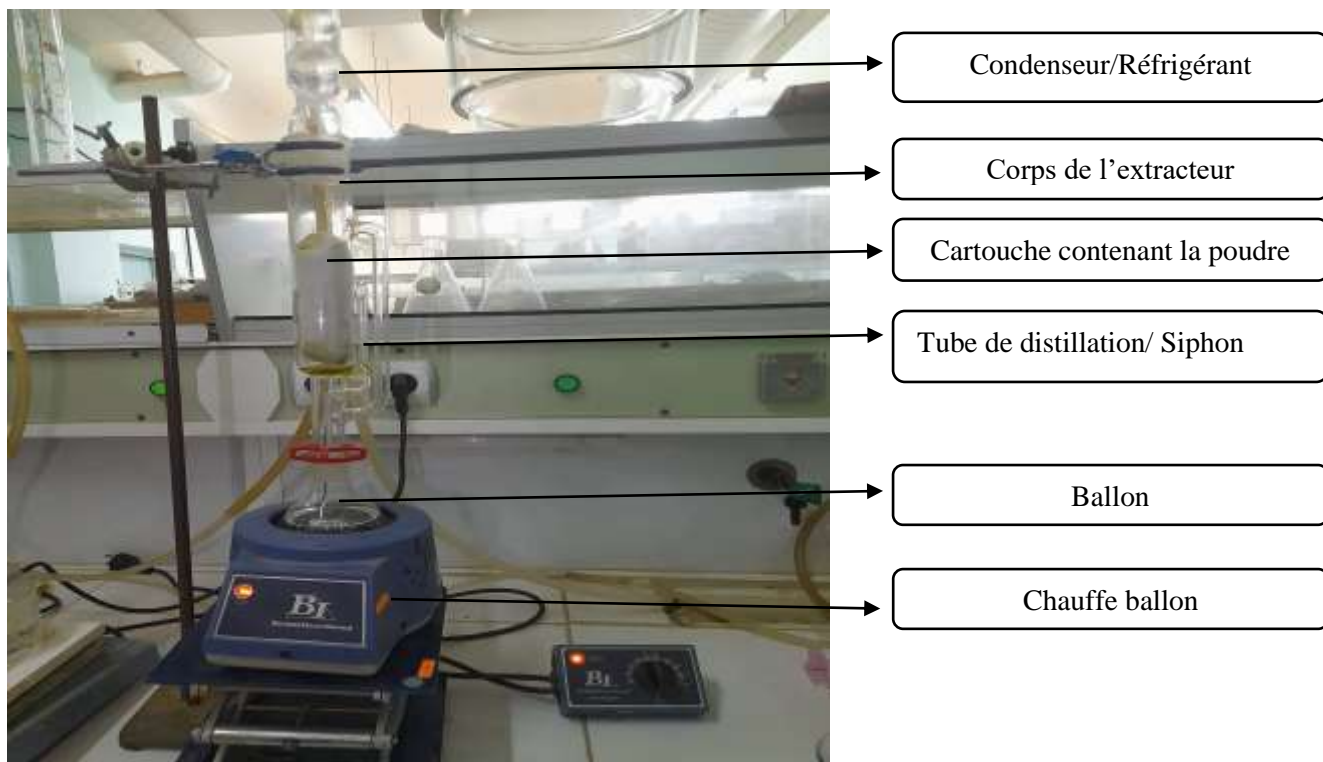 Condenseur/Réfrigérant
Corps de l’extracteur
Cartouche contenant la poudre
Tube de distillation/ Siphon
Ballon
Chauffe ballon
BI
BI